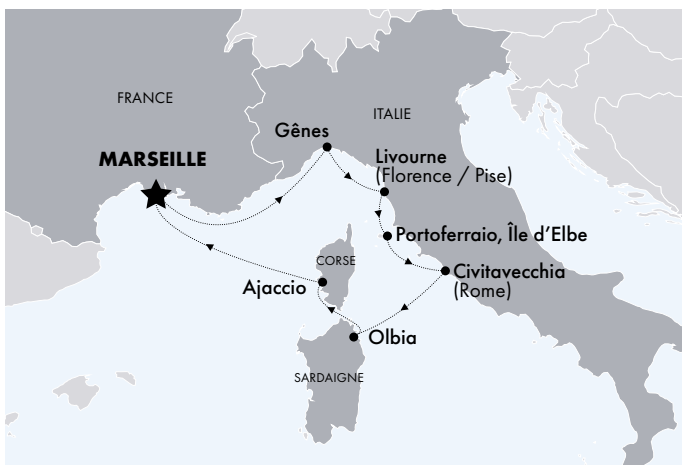 FRANCE
ITALIE
Gênes
MARSEILLE
Livourne
(Florence / Pise)
Portoferraio, Île d'Elbe
CORSE
Civitavecchia
(Rome)
Ajaccio
Olbia
SARDAIGNE